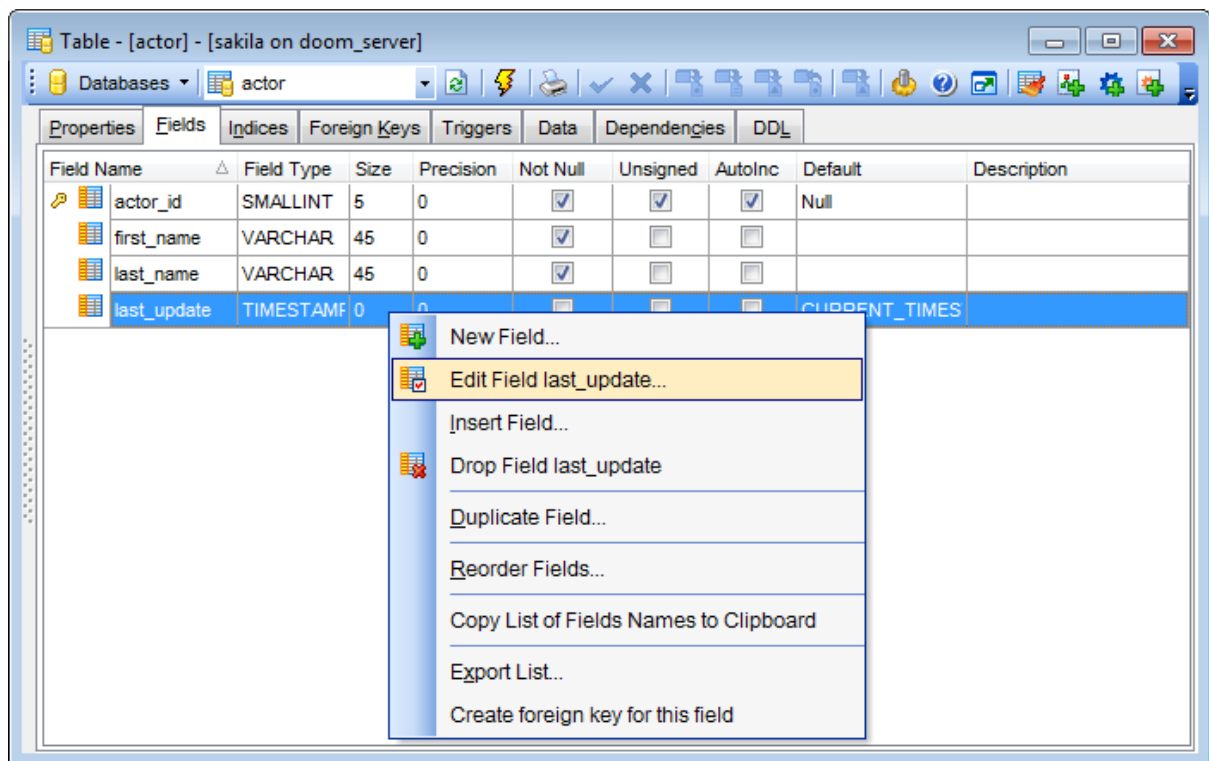 Table - [actor] - [sakila on doom_server]
Databases actor
Properties Fields Indices Foreign Keys Triggers Data Dependencies DDL
Field Name Field Type Size Precision Not Null Unsigned AutoInc Default Description
actor_id SMALLINT 5 0 Null
first_name VARCHAR 45 0
last_name VARCHAR 45 0
last_update TIMESTAMP 0 0 CURRENT_TIMES
New Field...
Edit Field last_update...
Insert Field...
Drop Field last_update
Duplicate Field...
Reorder Fields...
Copy List of Fields Names to Clipboard
Export List...
Create foreign key for this field